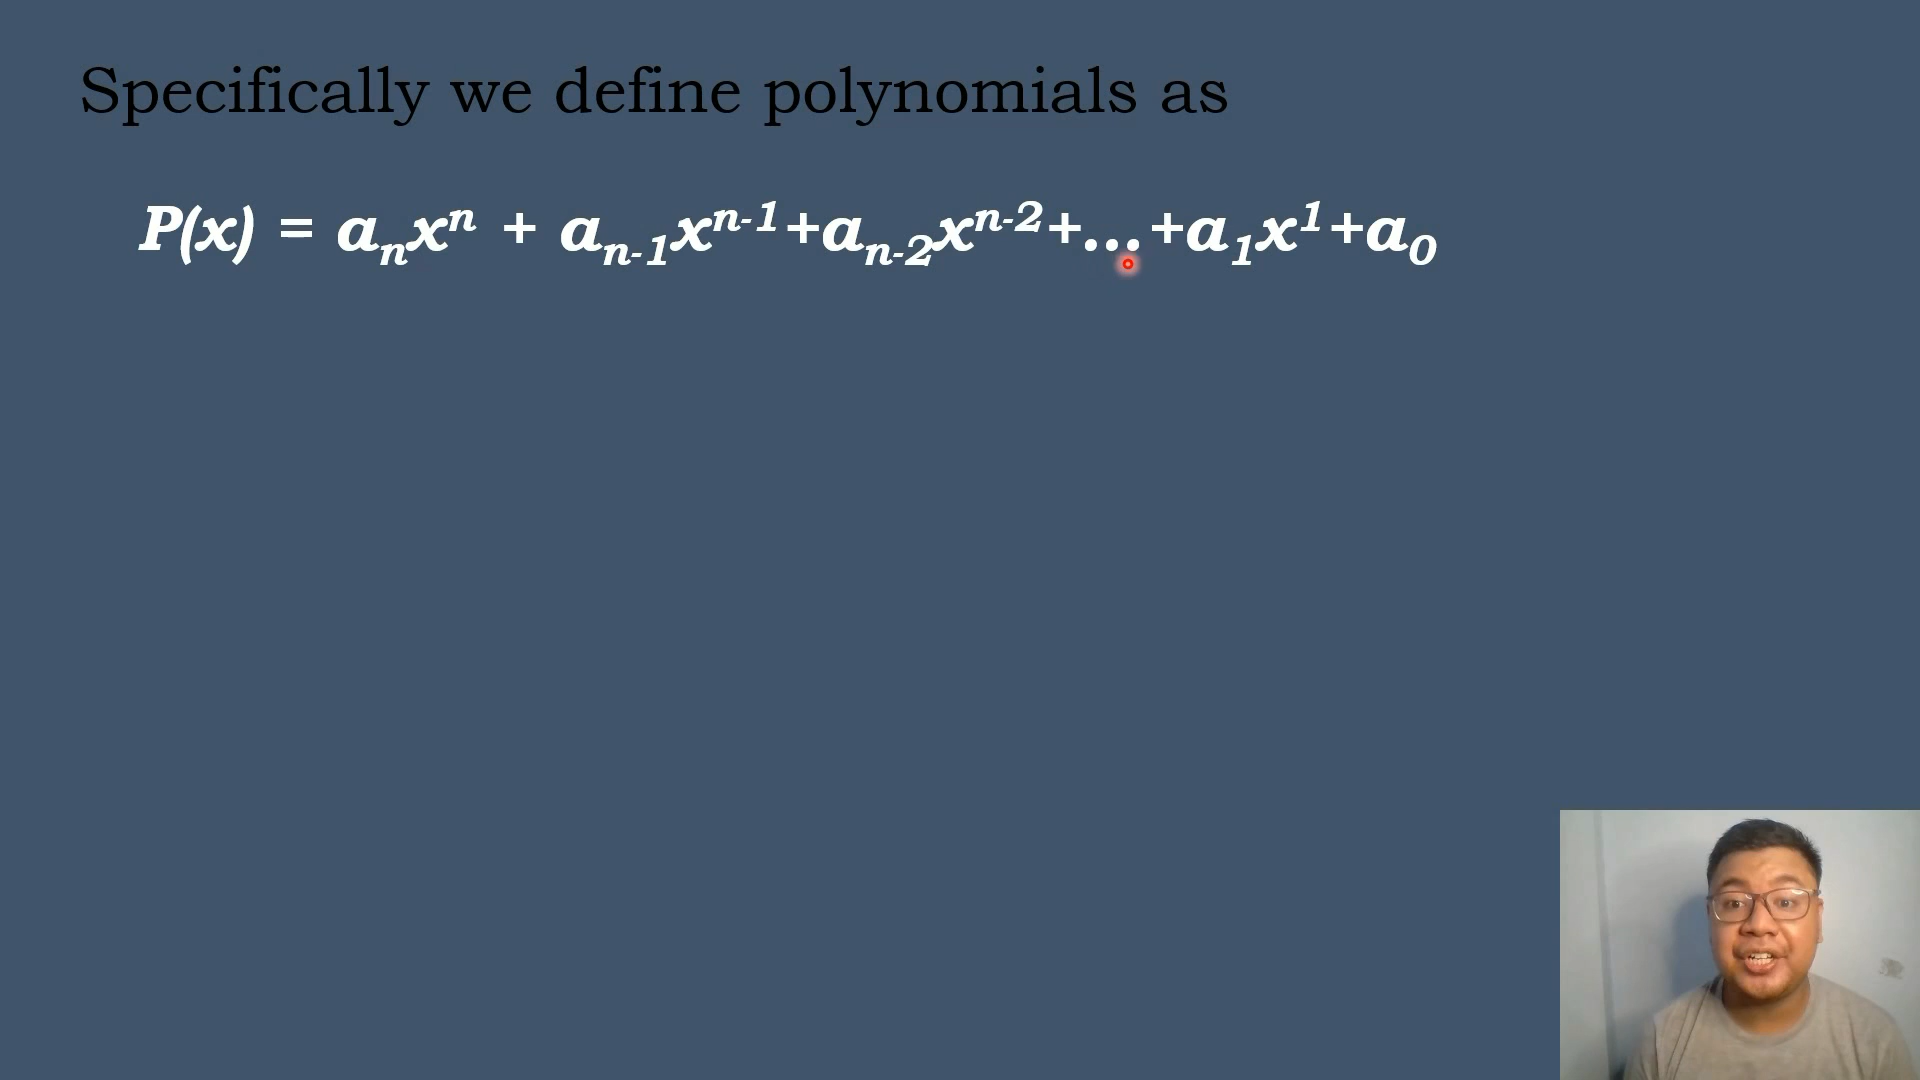 Specifically we define polynomials as
P(x) = aₙxⁿ + aₙ₋₁xⁿ⁻¹+aₙ₋₂xⁿ⁻²+...+a₁x¹+a₀